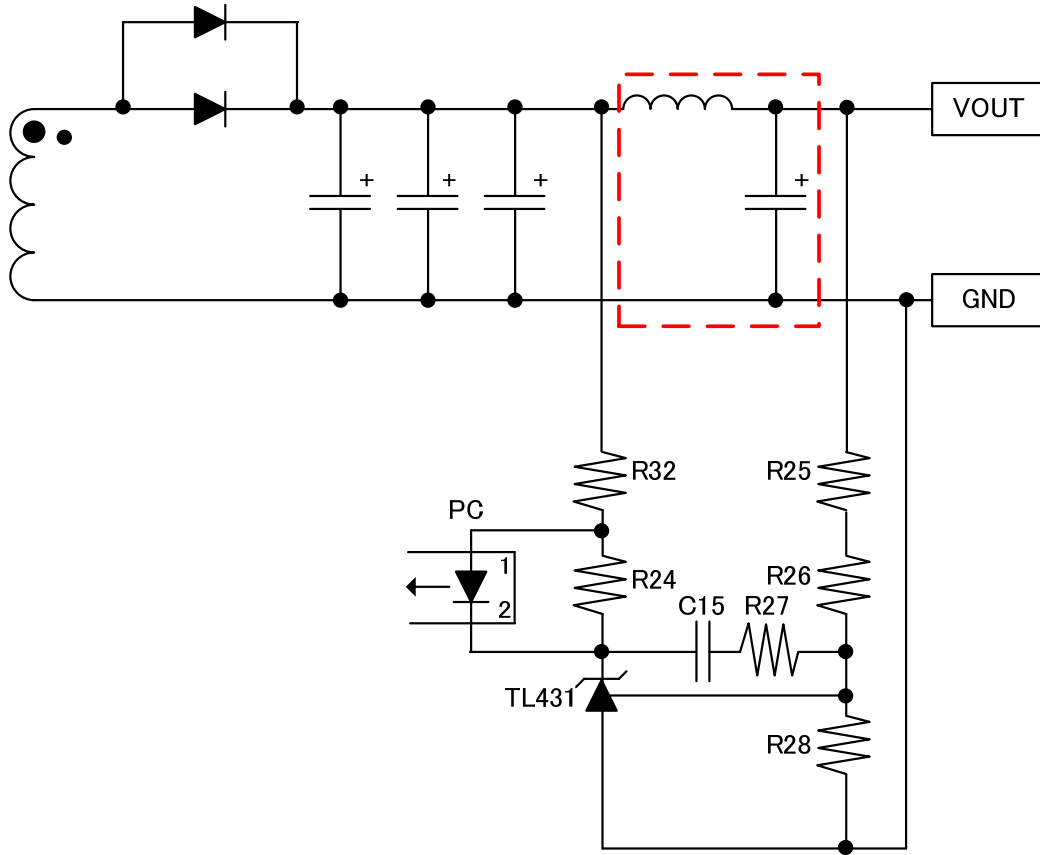 VOUT
+
+
+
+
GND
R32
R25
PC
1
R24
R26
2
C15
R27
TL431
R28